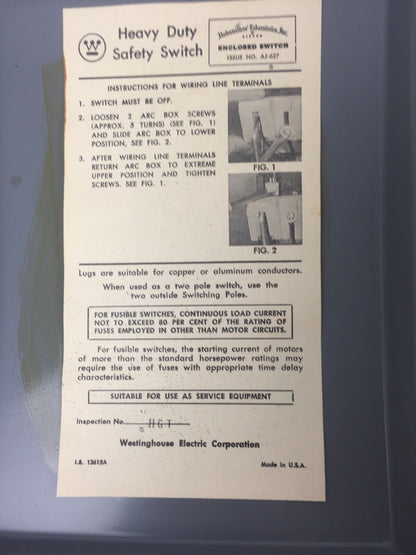 W
Heavy Duty
Safety Switch
Underwriters' Laboratories, Inc.
LISTED
ENCLOSED SWITCH
ISSUE NO. AJ-627
INSTRUCTIONS FOR WIRING LINE TERMINALS
1. SWITCH MUST BE OFF.
2. LOOSEN 2 ARC BOX SCREWS
(APPROX. 3 TURNS) (SEE FIG. 1)
AND SLIDE ARC BOX TO LOWER
POSITION, SEE FIG. 2.
3. AFTER WIRING LINE TERMINALS
RETURN ARC BOX TO EXTREME
UPPER POSITION AND TIGHTEN
SCREWS. SEE FIG. 1.
FIG. 1
FIG. 2
Lugs are suitable for copper or aluminum conductors.
When used as a two pole switch, use the
two outside Switching Poles.
FOR FUSIBLE SWITCHES, CONTINUOUS LOAD CURRENT
NOT TO EXCEED 80 PER CENT OF THE RATING OF
FUSES EMPLOYED IN OTHER THAN MOTOR CIRCUITS.
For fusible switches, the starting current of motors
of more than the standard horsepower ratings may
require the use of fuses with appropriate time delay
characteristics.
SUITABLE FOR USE AS SERVICE EQUIPMENT
Inspection No.
Westinghouse Electric Corporation
I.B. 13615A
Made in U.S.A.